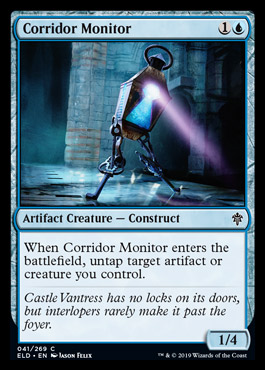 Corridor Monitor 1
Artifact Creature — Construct
When Corridor Monitor enters the
battlefield, untap target artifact or
creature you control.
Castle Vantress has no locks on its doors,
but interlopers rarely make it past the
foyer.
1/4
041/269 C
ELD • EN Jason Felix ™ & © 2019 Wizards of the Coast